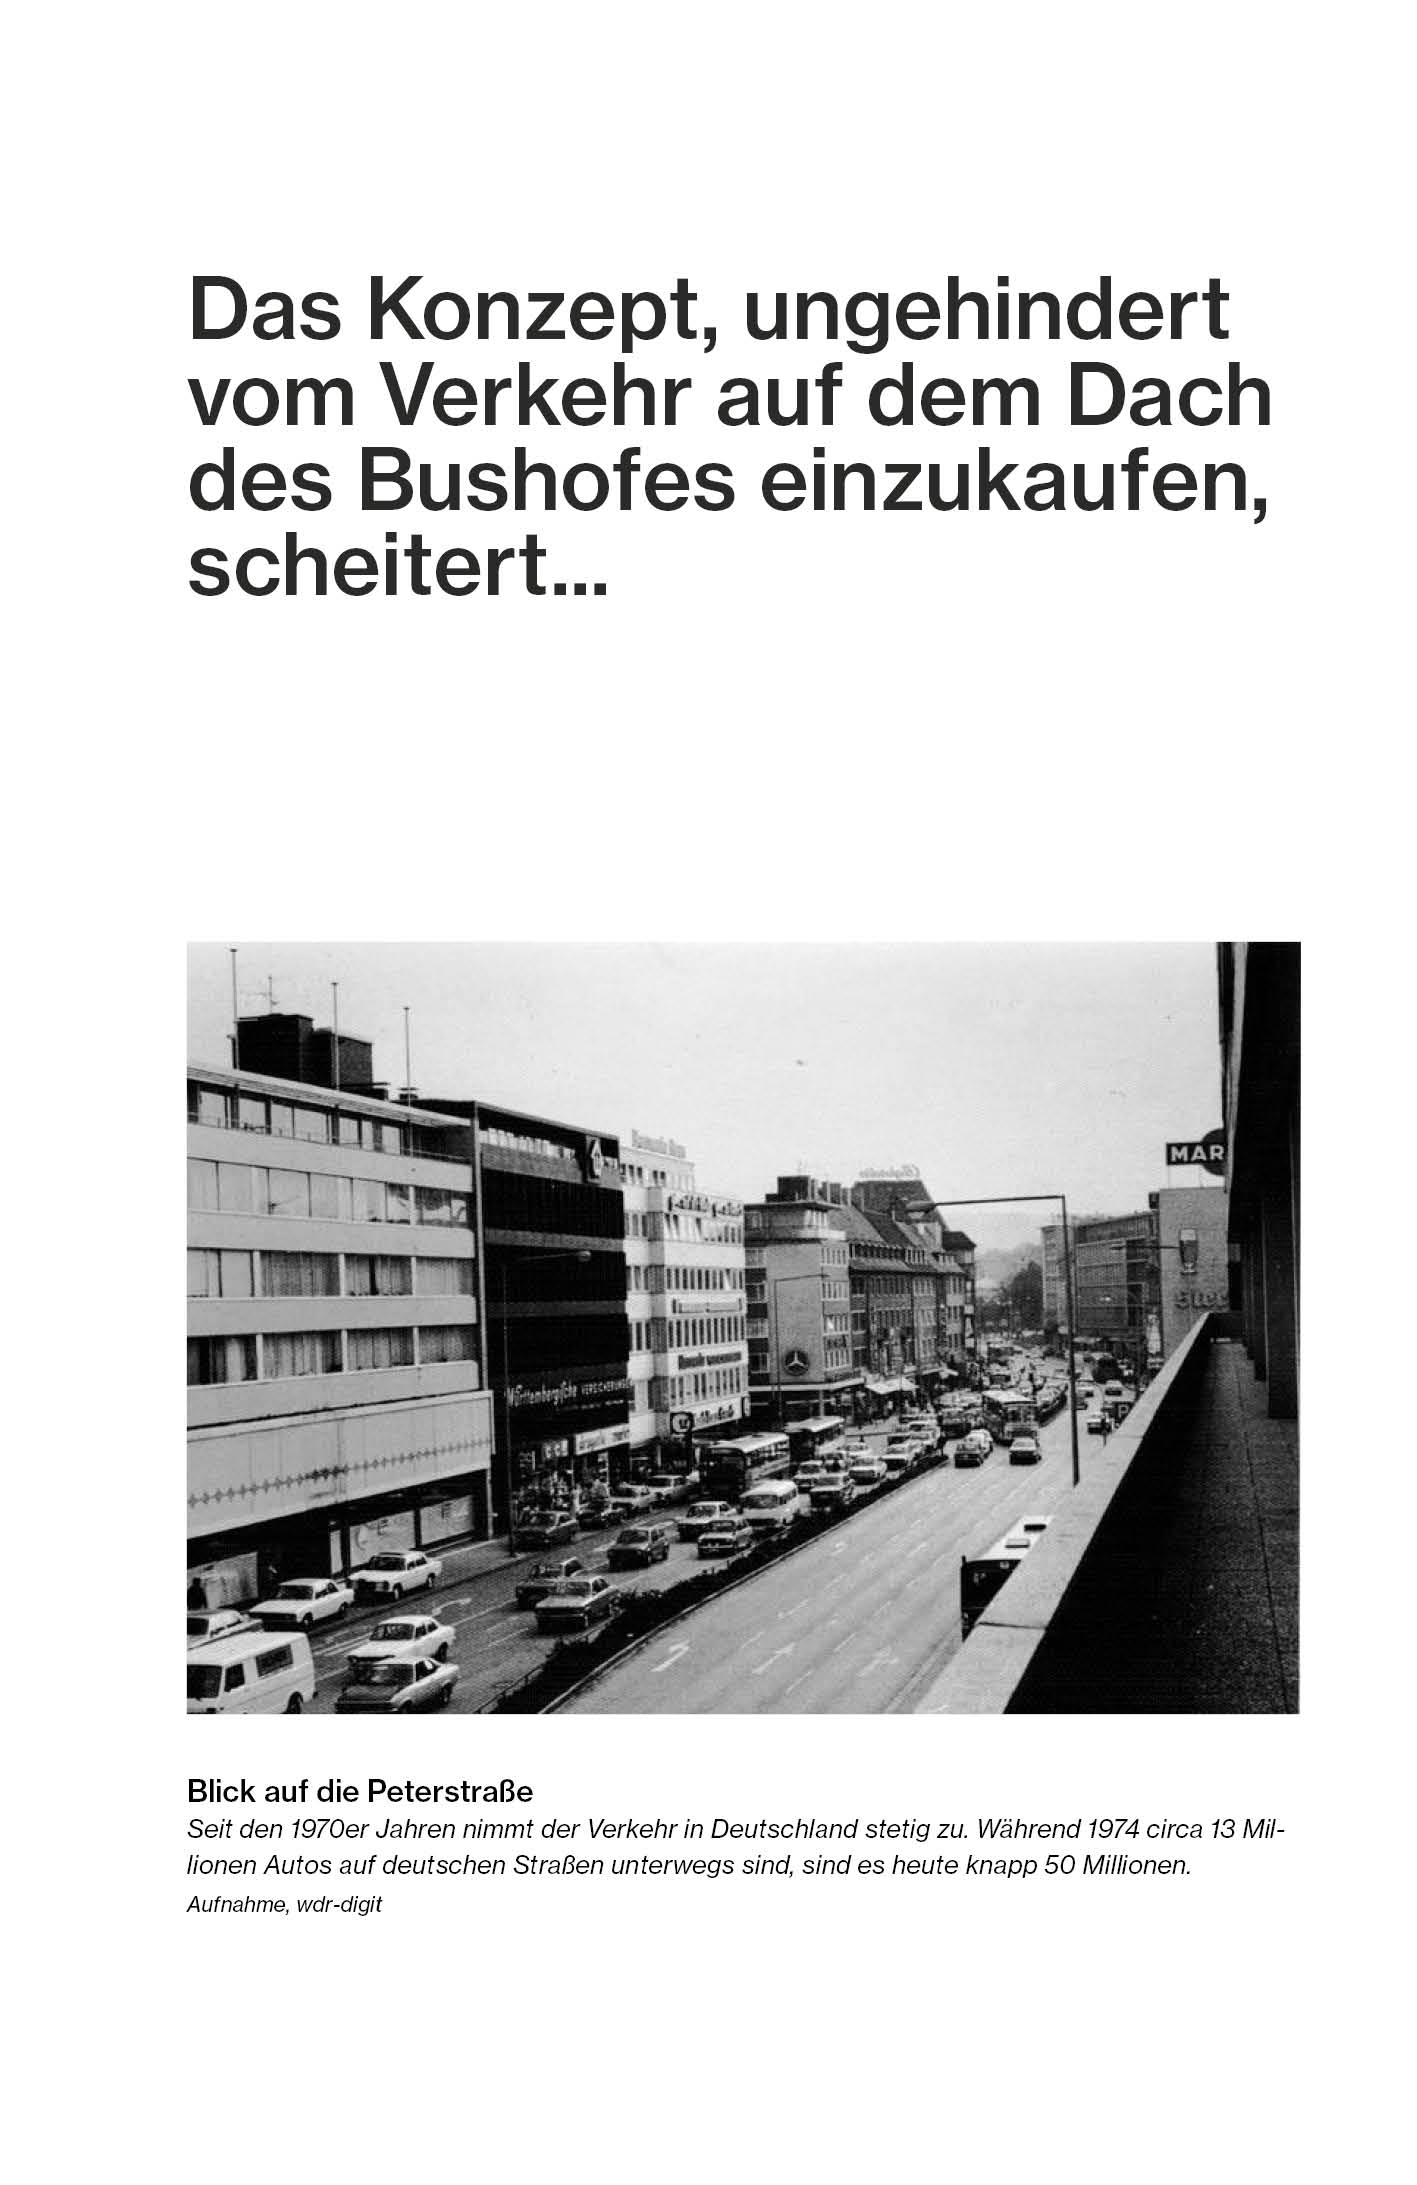 Das Konzept, ungehindert
vom Verkehr auf dem Dach
des Bushofes einzukaufen,
scheitert...
MAR
Württembergische VERSICHERUNG
P
Blick auf die Peterstraße
Seit den 1970er Jahren nimmt der Verkehr in Deutschland stetig zu. Während 1974 circa 13 Mil-
lionen Autos auf deutschen Straßen unterwegs sind, sind es heute knapp 50 Millionen.
Aufnahme, wdr-digit